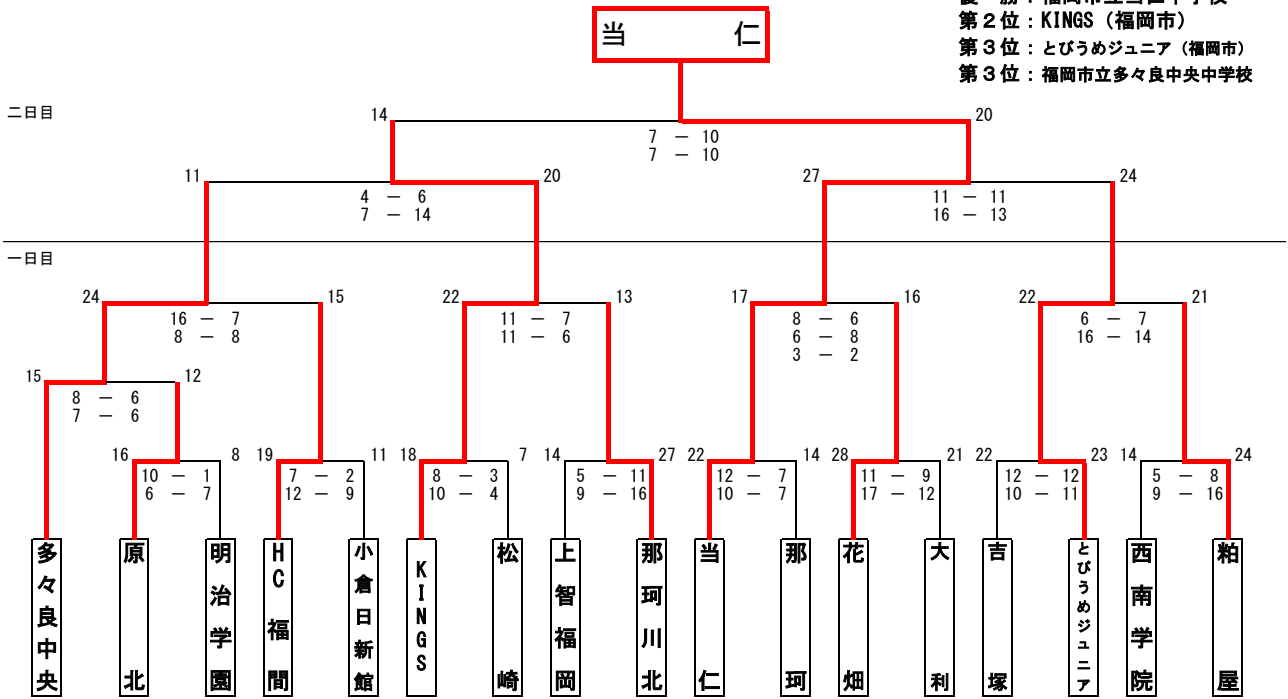 当　仁
第２位：KINGS（福岡市）
第３位：とびうめジュニア（福岡市）
第３位：福岡市立多々良中央中学校
二日目
14 20
7 － 10
7 － 10
11 20 27 24
4 － 6 11 － 11
7 － 14 16 － 13
一日目
24 15 22 13 17 16 22 21
16 － 7 11 － 7 8 － 6 6 － 7
8 － 8 11 － 6 6 － 8 16 － 14
3 － 2
15 12
8 － 6
7 － 6
16 8 19 11 18 7 14 27 22 14 28 21 22 23 14 24
10 － 1 7 － 2 8 － 3 5 － 11 12 － 7 11 － 9 12 － 12 5 － 8
6 － 7 12 － 9 10 － 4 9 － 16 10 － 7 17 － 12 10 － 11 9 － 16
多々良中央
原北
明治学園
HC福間
小倉日新館
KINGS
松崎
上智福岡
那珂川北
当仁
那珂
花畑
大利
吉塚
とびうめジュニア
西南学院
粕屋